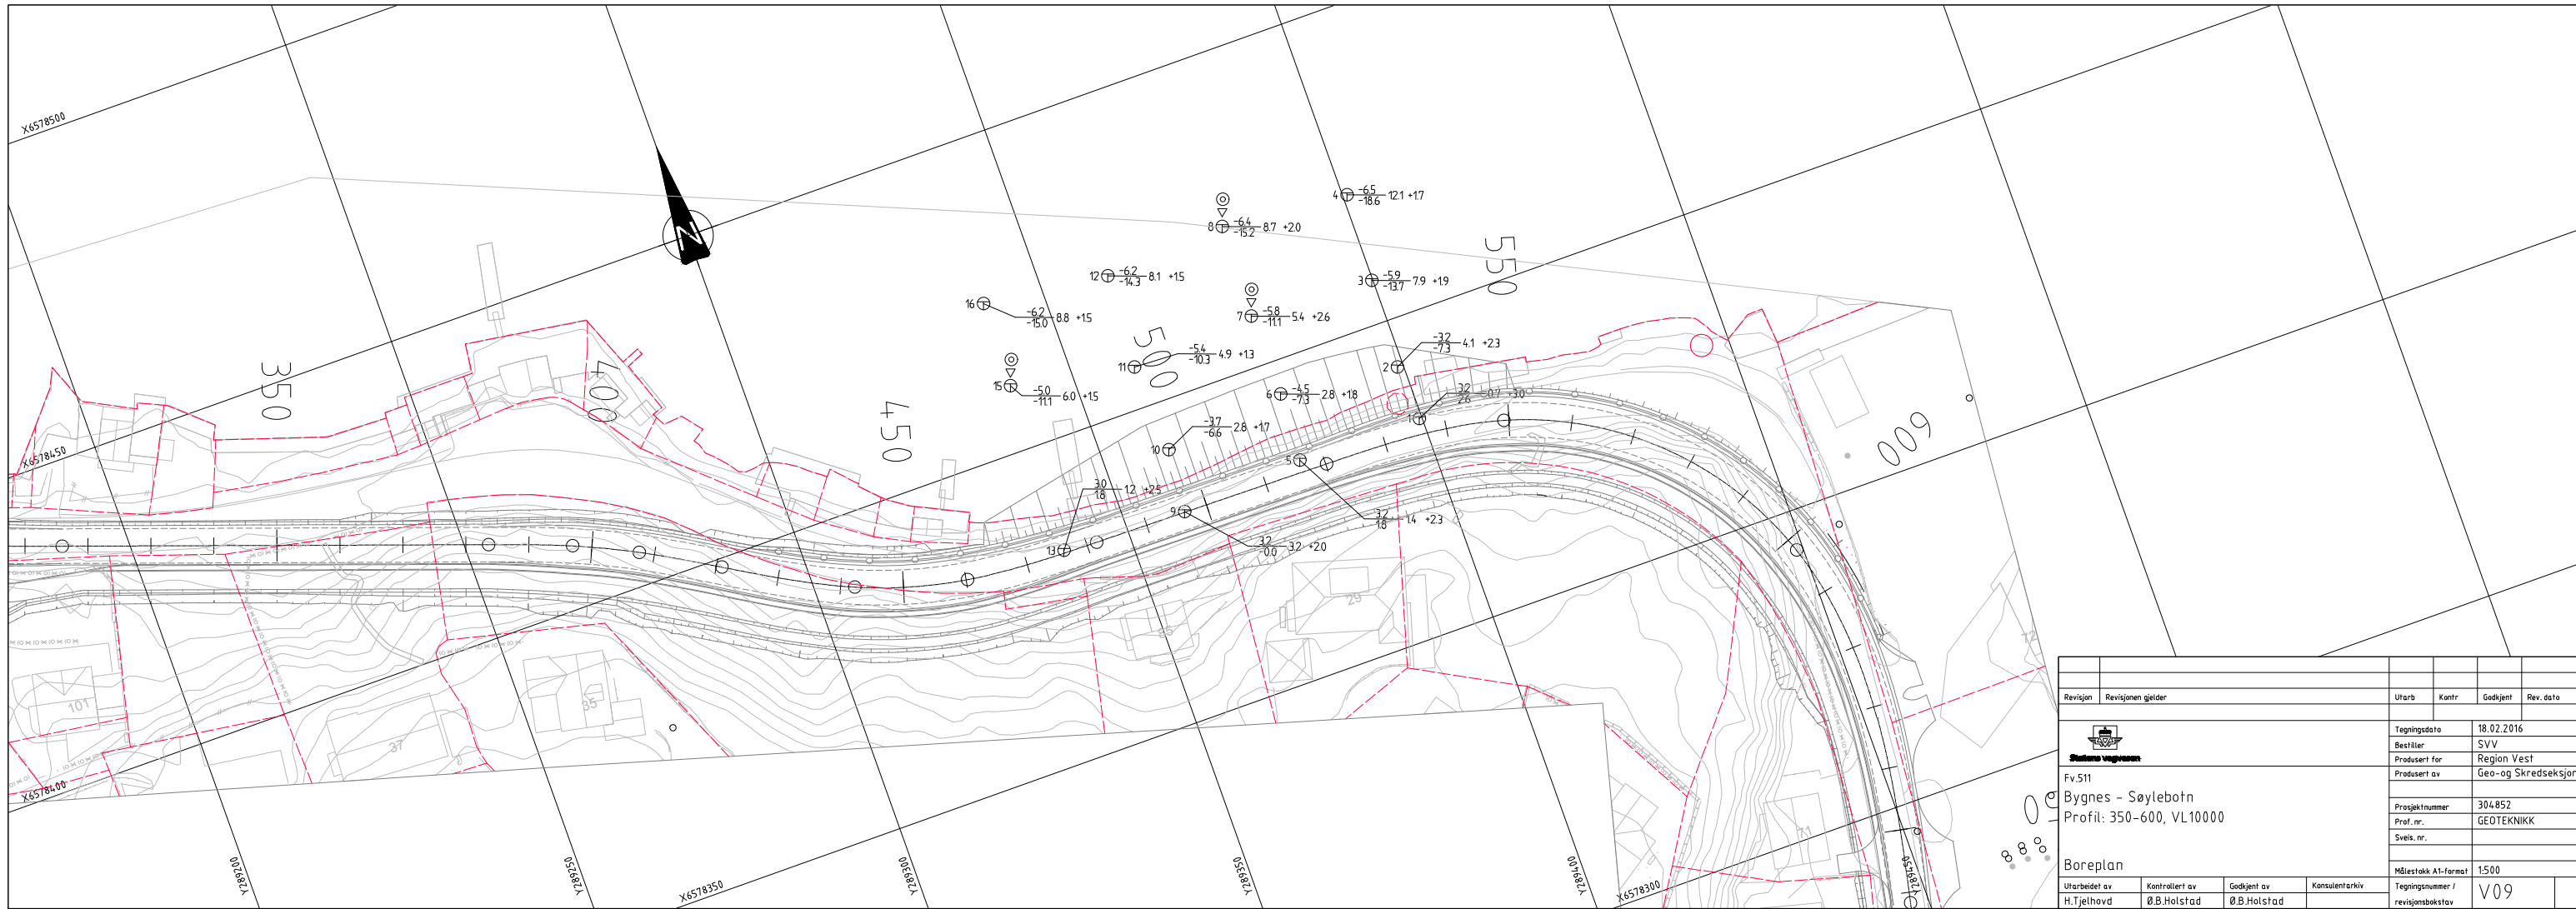 X6578500
X6578450
X6578400
X6578350
X6578300
Y289200
Y289250
Y289300
Y289350
Y289400
Y289450
N
350
400
450
500
550
600
4 -6.5 -18.6 12.1 +1.7
8 -6.4 -15.2 8.7 +2.0
12 -6.2 -14.3 8.1 +1.5
3 -5.9 -13.7 7.9 +1.9
16 -6.2 -15.0 8.8 +1.5
7 -5.8 -11.1 5.4 +2.6
11 -5.4 -10.3 4.9 +1.3
2 -3.2 -7.3 4.1 +2.3
15 -5.0 -11.1 6.0 +1.5
6 -4.5 -7.3 2.8 +1.8
1 3.2 2.6 0.7 +3.0
10 -3.7 -6.6 2.8 +1.7
5 3.2 1.8 1.4 +2.3
13 3.0 1.8 1.2 +2.5
9 3.2 -0.0 3.2 +2.0
101
37
35
29
71
72
Revisjon Revisjonen gjelder Utarb Kontr Godkjent Rev. dato
Statens vegvesen
Tegningsdato 18.02.2016
Bestiller SVV
Produsert for Region Vest
Produsert av Geo-og Skredseksjon
Fv.511
Bygnes - Søylebotn
Profil: 350-600, VL10000
Prosjektnummer 304852
Prof. nr. GEOTEKNIKK
Sveis. nr.
Boreplan
Målestokk A1-format 1:500
Utarbeidet av Kontrollert av Godkjent av Konsulentarkiv
H.Tjelhovd Ø.B.Holstad Ø.B.Holstad
Tegningsnummer /
revisjonsbokstav V09